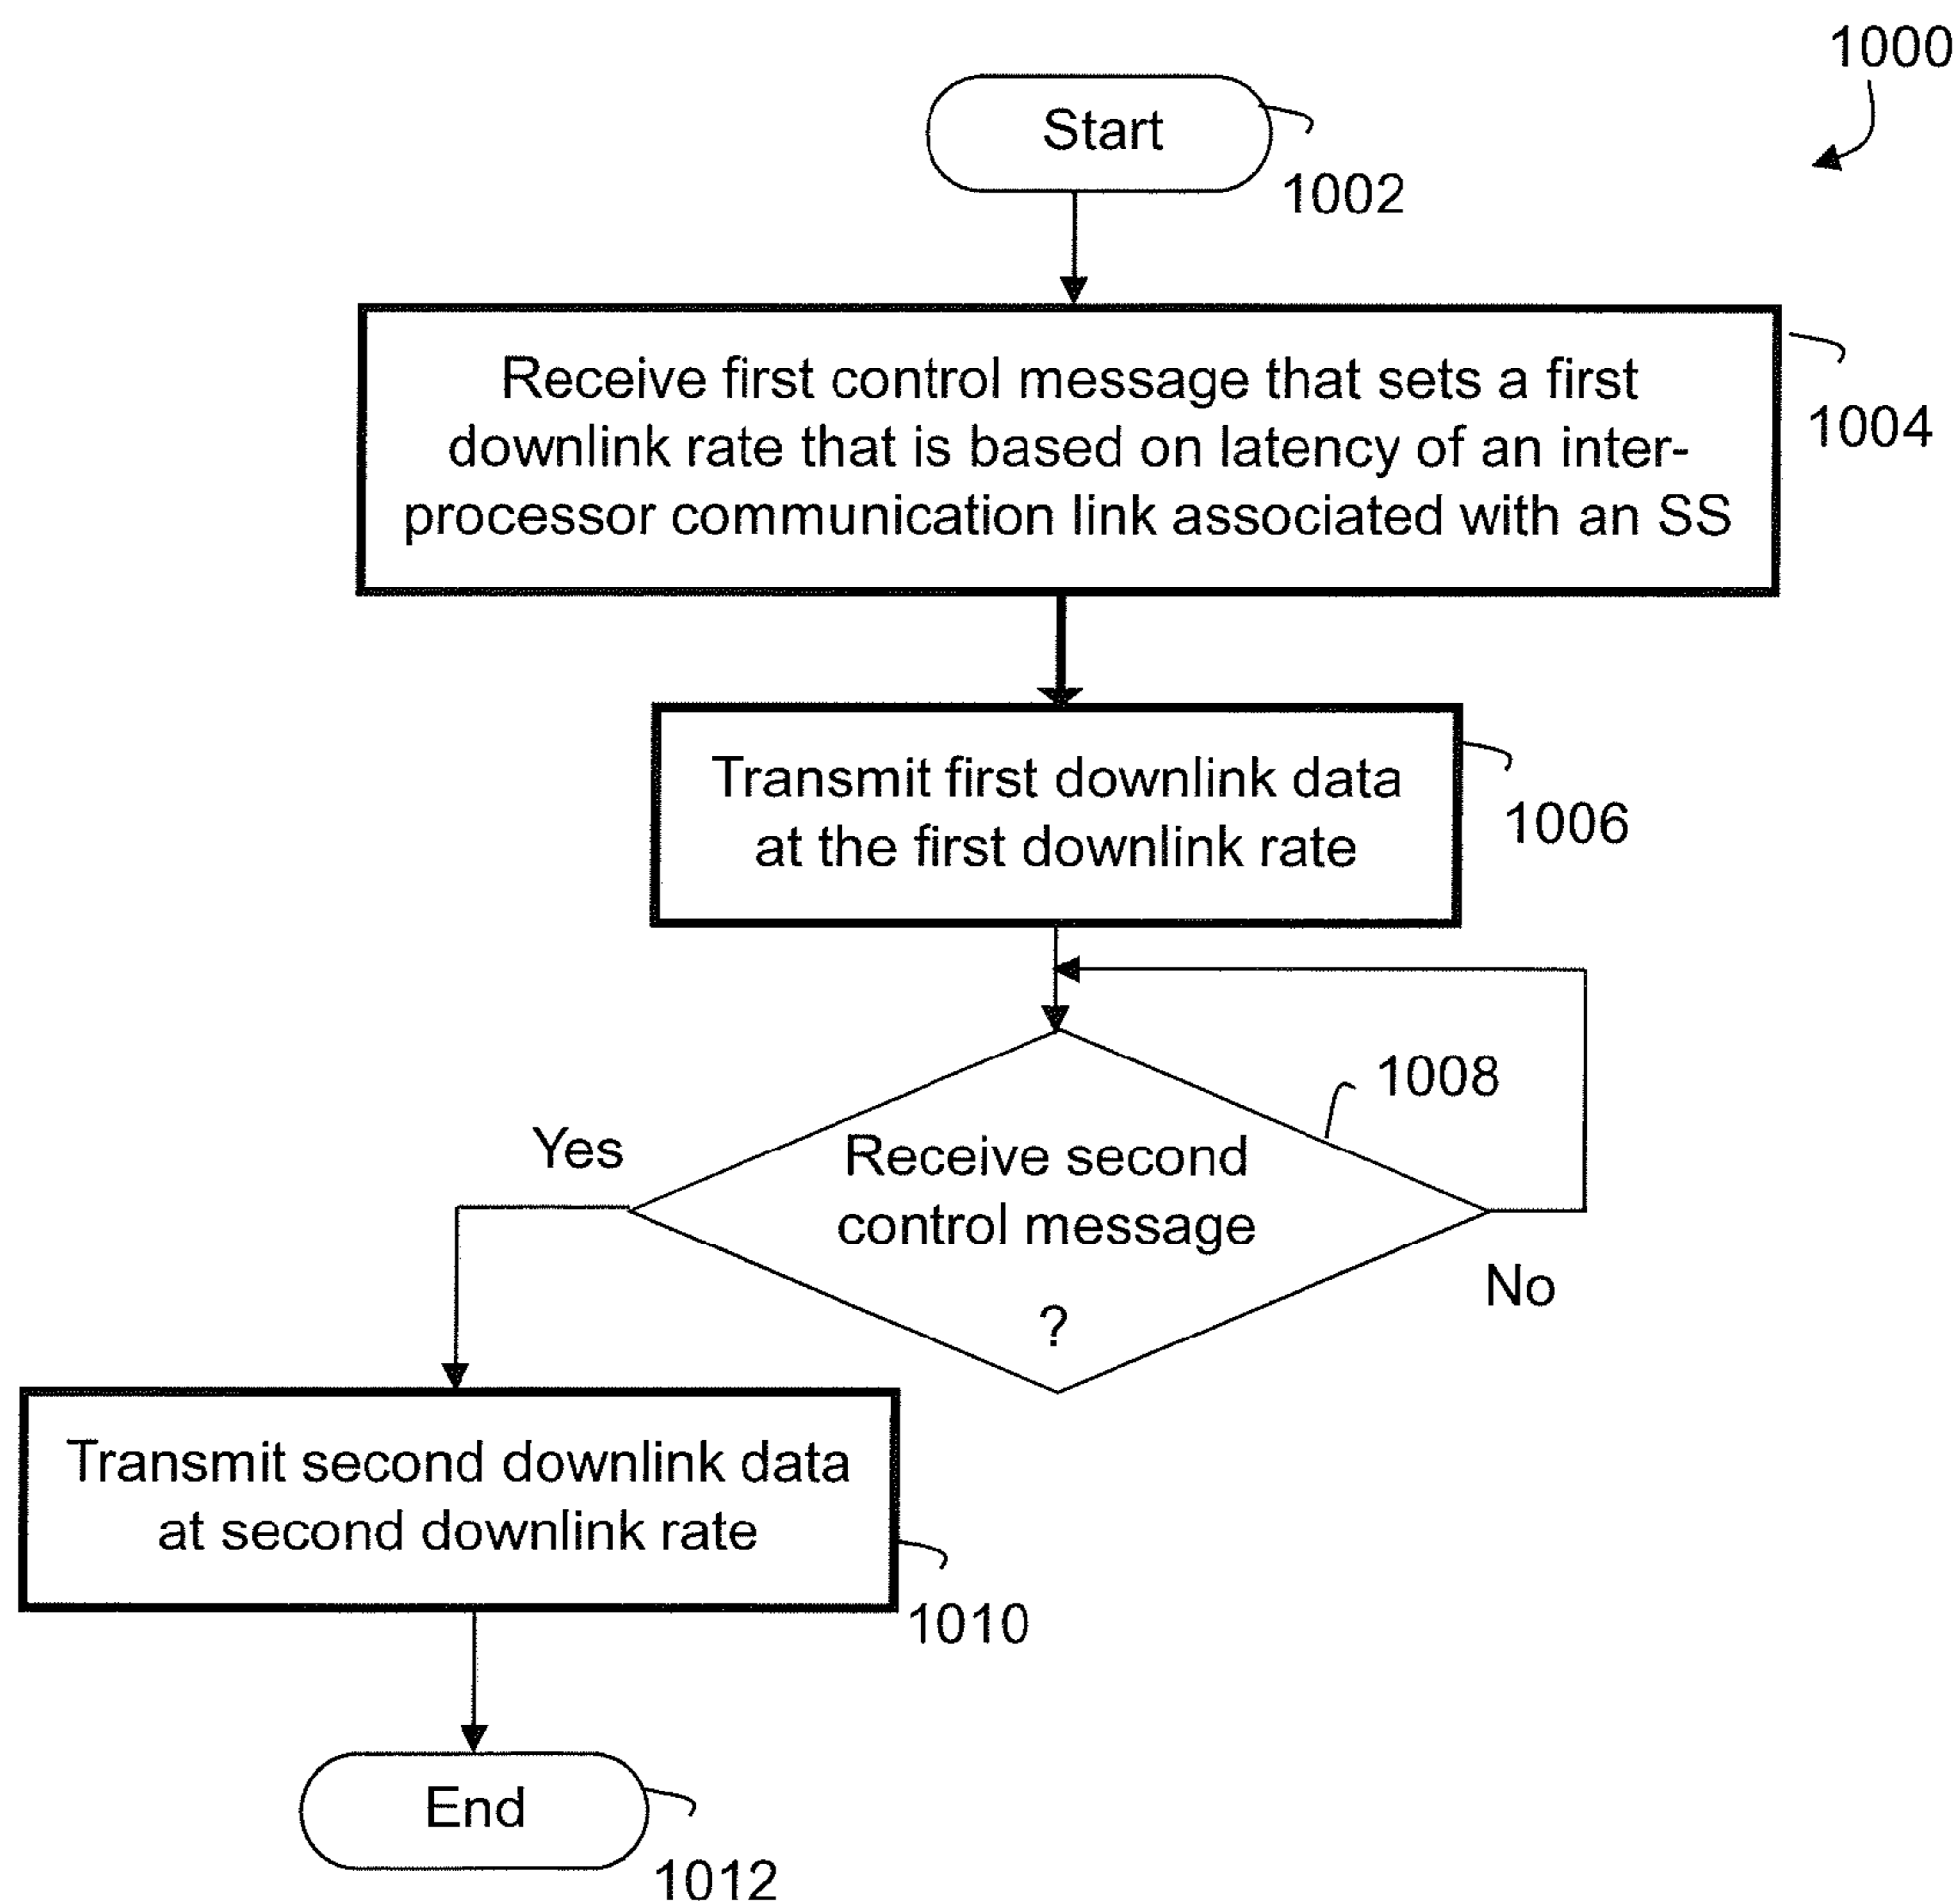 1000
Start
1002
Receive first control message that sets a first
downlink rate that is based on latency of an inter-
processor communication link associated with an SS
1004
Transmit first downlink data
at the first downlink rate
1006
1008
Yes
Receive second
control message
?
No
Transmit second downlink data
at second downlink rate
1010
End
1012